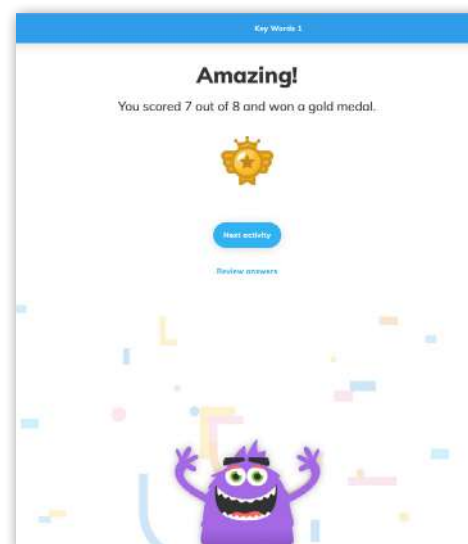 Key Words 1
Amazing!
You scored 7 out of 8 and won a gold medal.
Next activity
Review answers